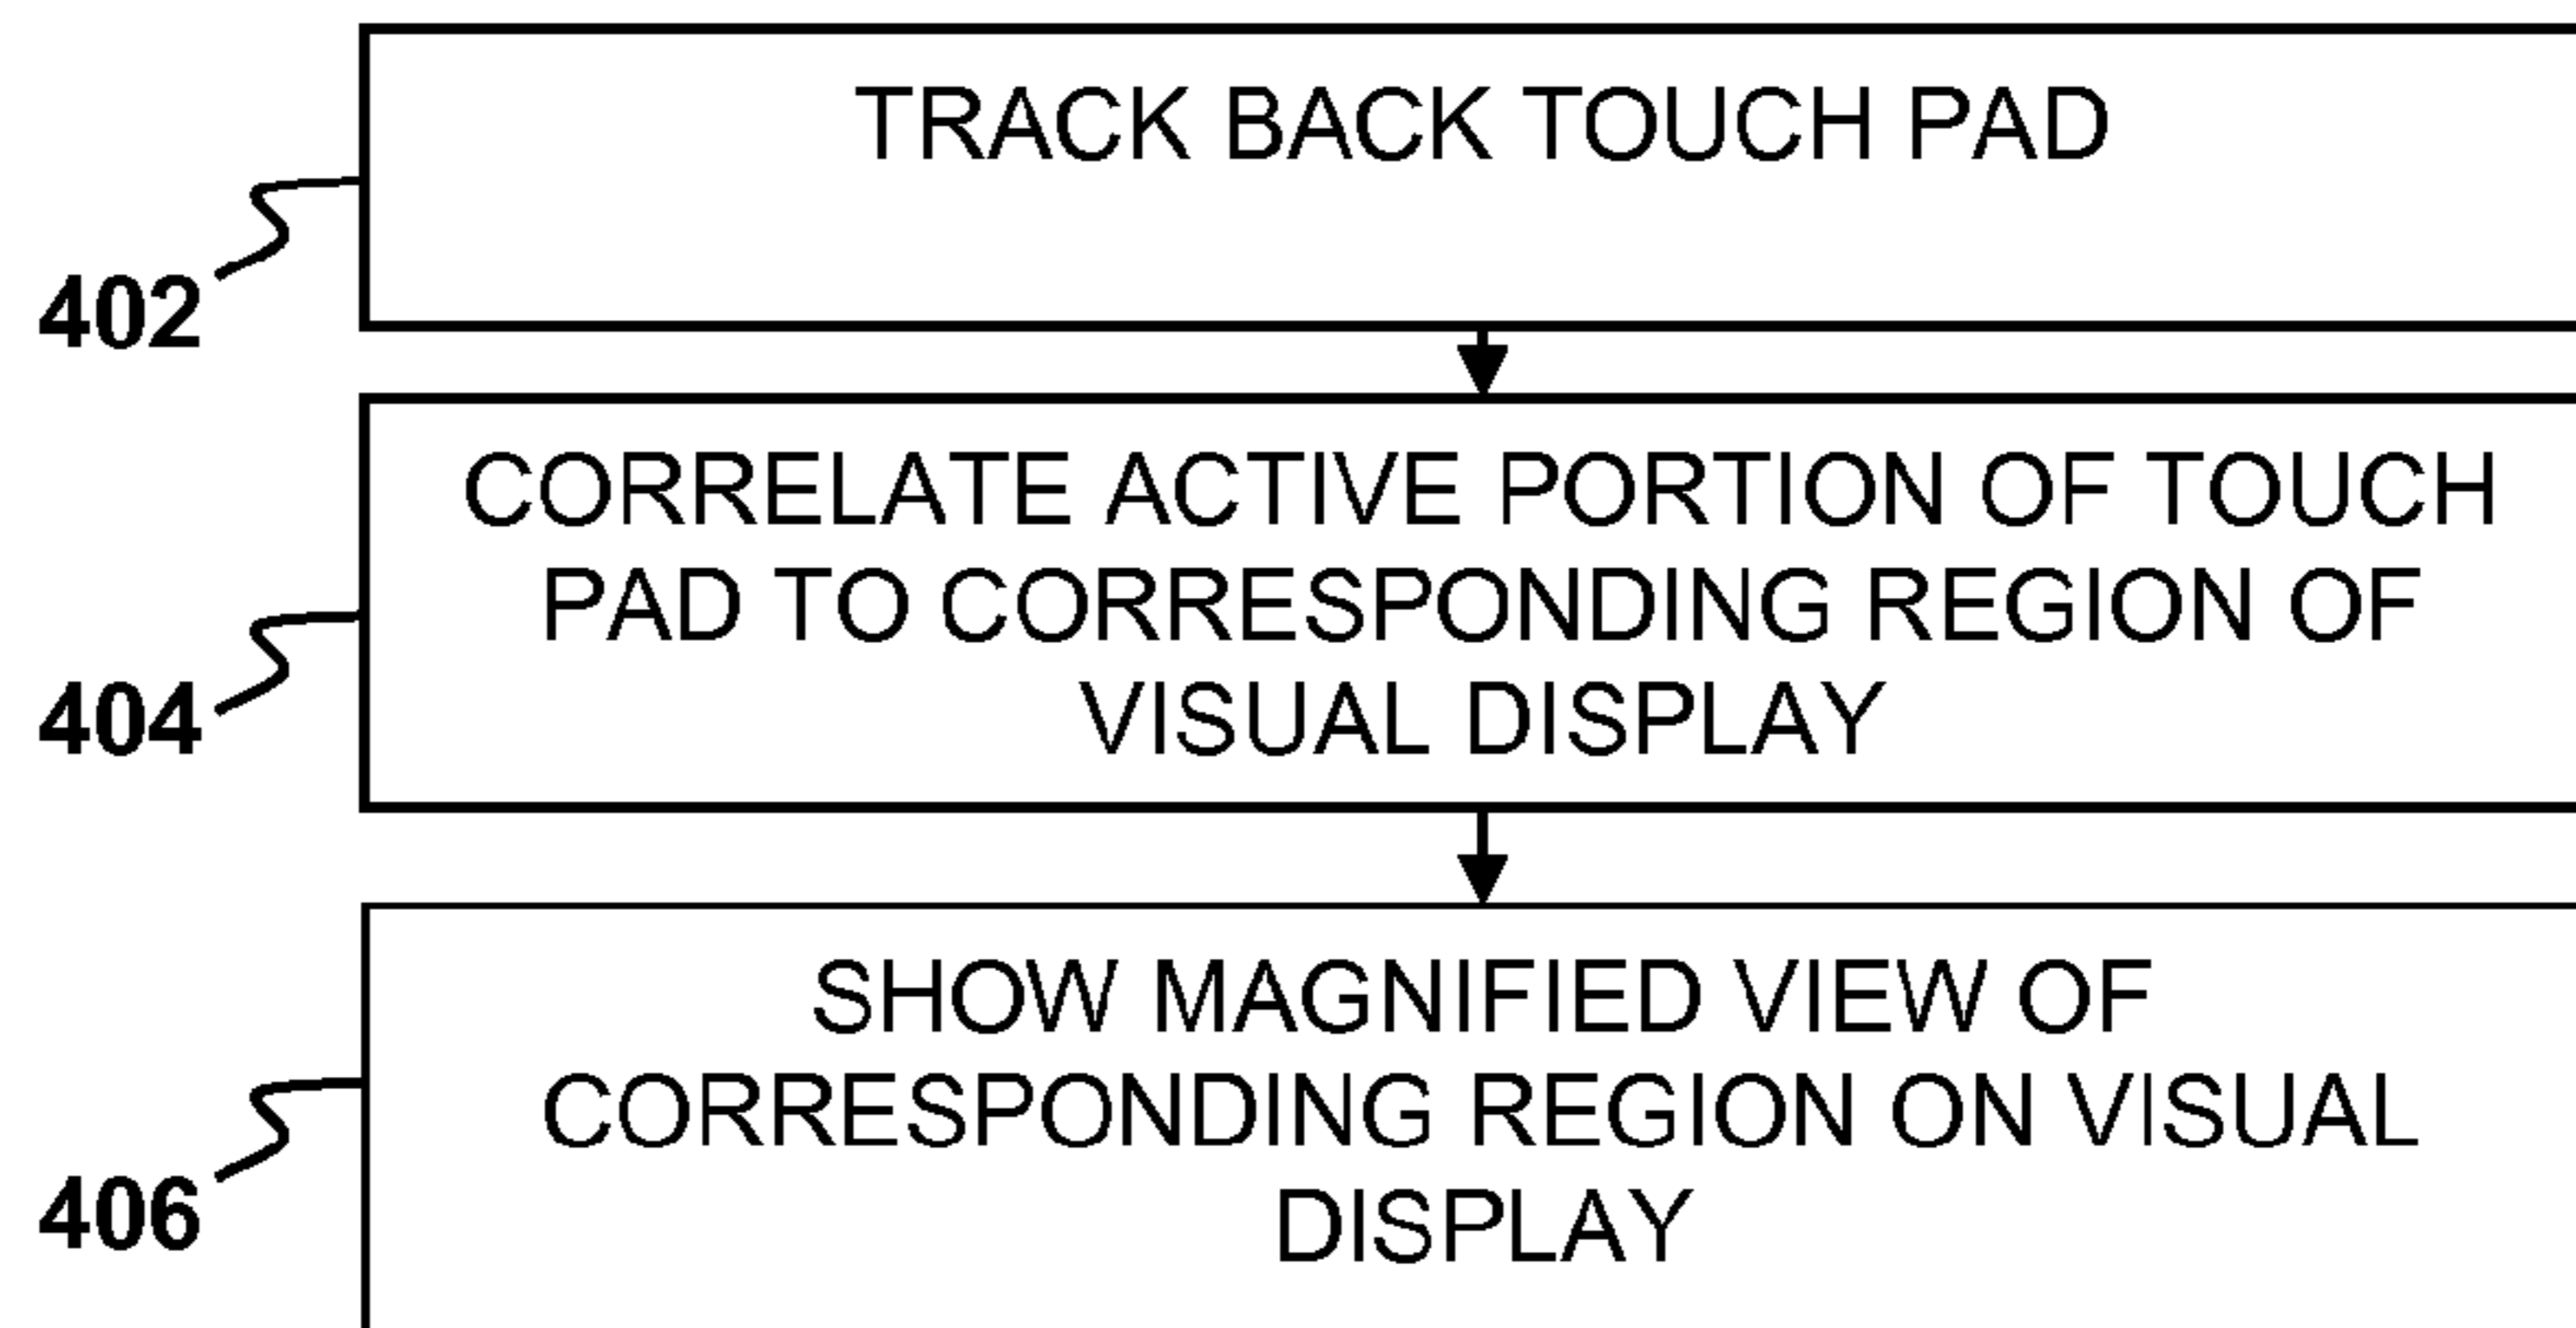 TRACK BACK TOUCH PAD
402
CORRELATE ACTIVE PORTION OF TOUCH
PAD TO CORRESPONDING REGION OF
VISUAL DISPLAY
404
SHOW MAGNIFIED VIEW OF
CORRESPONDING REGION ON VISUAL
DISPLAY
406